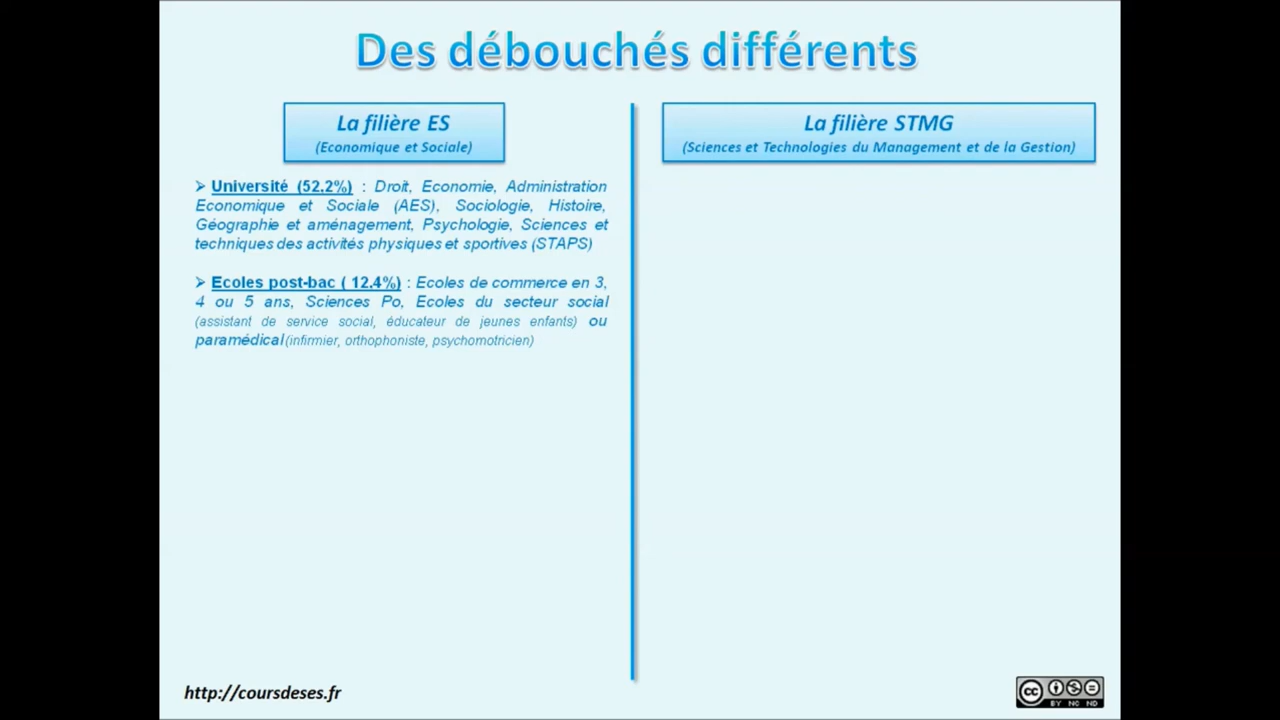 Des débouchés différents
La filière ES
(Economique et Sociale)
➢ Université (52,2%) : Droit, Economie, Administration
Economique et Sociale (AES), Sociologie, Histoire,
Géographie et aménagement, Psychologie, Sciences et
techniques des activités physiques et sportives (STAPS)
➢ Ecoles post-bac ( 12,4%) : Ecoles de commerce en 3,
4 ou 5 ans, Sciences Po, Ecoles du secteur social
(assistant de service social, éducateur de jeunes enfants) ou
paramédical (infirmier, orthophoniste, psychomotricien)
La filière STMG
(Sciences et Technologies du Management et de la Gestion)
http://coursdeses.fr
cc
BY NC ND